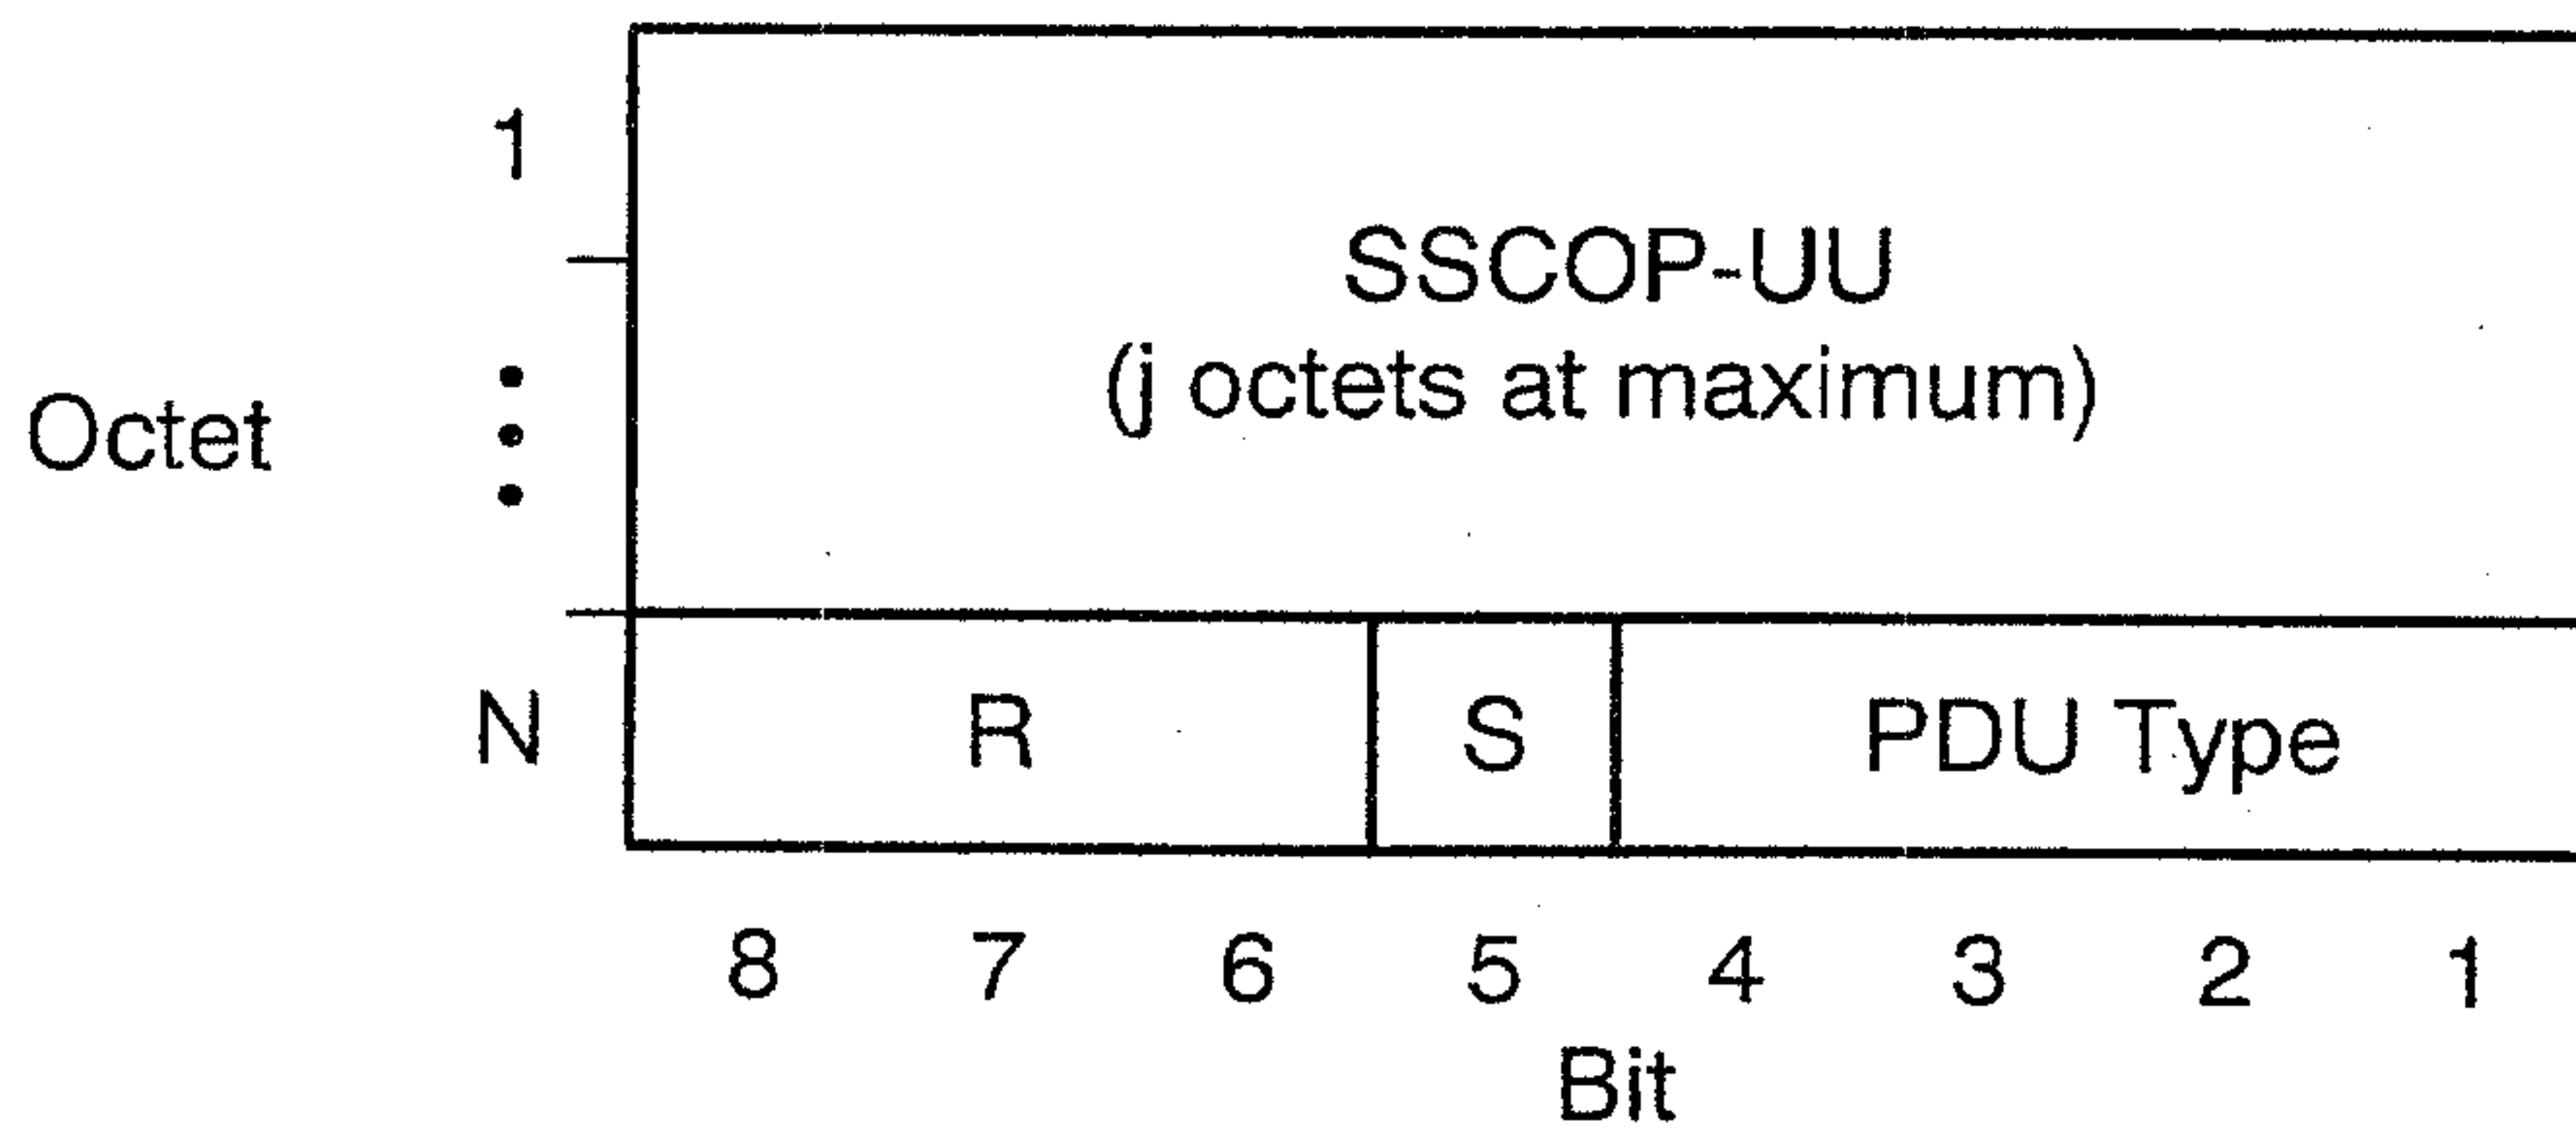 1
SSCOP-UU
(j octets at maximum)
Octet
N R S PDU Type
8 7 6 5 4 3 2 1
Bit